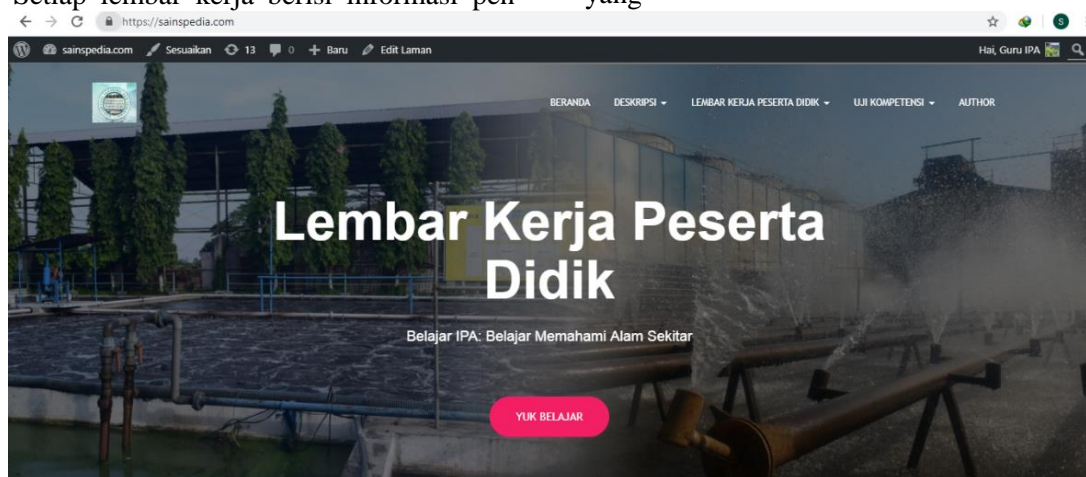 Setiap lembar kerja berisi informasi pen yang
https://sainspedia.com S
sainspedia.com Sesuaikan 13 0 Baru Edit Laman Hai, Guru IPA
BERANDA DESKRIPSI LEMBAR KERJA PESERTA DIDIK UJI KOMPETENSI AUTHOR
Lembar Kerja Peserta
Didik
Belajar IPA: Belajar Memahami Alam Sekitar
YUK BELAJAR